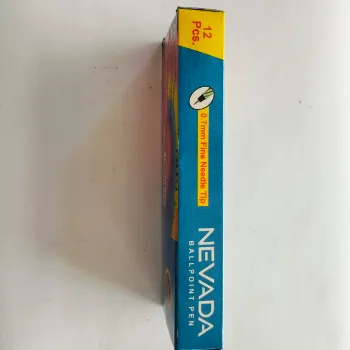 12
Pcs.
0.7mm Fine Needle Tip
NEVADA
BALLPOINT PEN